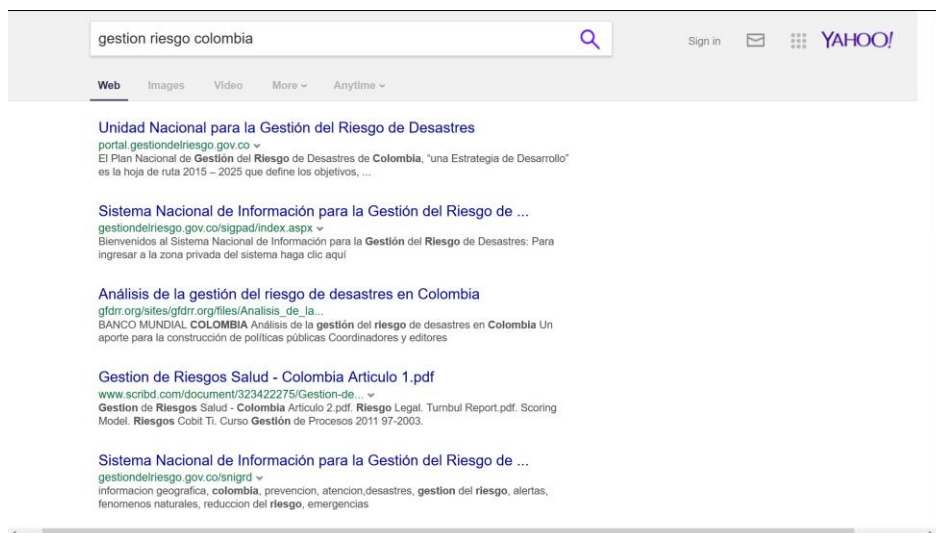 gestion riesgo colombia
Sign in
YAHOO!
Web Images Video More Anytime
Unidad Nacional para la Gestión del Riesgo de Desastres
portal.gestiondelriesgo.gov.co
El Plan Nacional de Gestión del Riesgo de Desastres de Colombia, "una Estrategia de Desarrollo"
es la hoja de ruta 2015 – 2025 que define los objetivos, ...
Sistema Nacional de Información para la Gestión del Riesgo de ...
gestiondelriesgo.gov.co/sigpad/index.aspx
Bienvenidos al Sistema Nacional de Información para la Gestión del Riesgo de Desastres: Para
ingresar a la zona privada del sistema haga clic aquí
Análisis de la gestión del riesgo de desastres en Colombia
gfdrr.org/sites/gfdrr.org/files/Analisis_de_la...
BANCO MUNDIAL COLOMBIA Análisis de la gestión del riesgo de desastres en Colombia Un
aporte para la construcción de políticas públicas Coordinadores y editores
Gestion de Riesgos Salud - Colombia Articulo 1.pdf
www.scribd.com/document/323422275/Gestion-de...
Gestion de Riesgos Salud - Colombia Articulo 2.pdf. Riesgo Legal. Turnbul Report.pdf. Scoring
Model. Riesgos Cobit Ti. Curso Gestión de Procesos 2011 97-2003.
Sistema Nacional de Información para la Gestión del Riesgo de ...
gestiondelriesgo.gov.co/snigrd
informacion geografica, colombia, prevencion, atencion,desastres, gestion del riesgo, alertas,
fenomenos naturales, reduccion del riesgo, emergencias